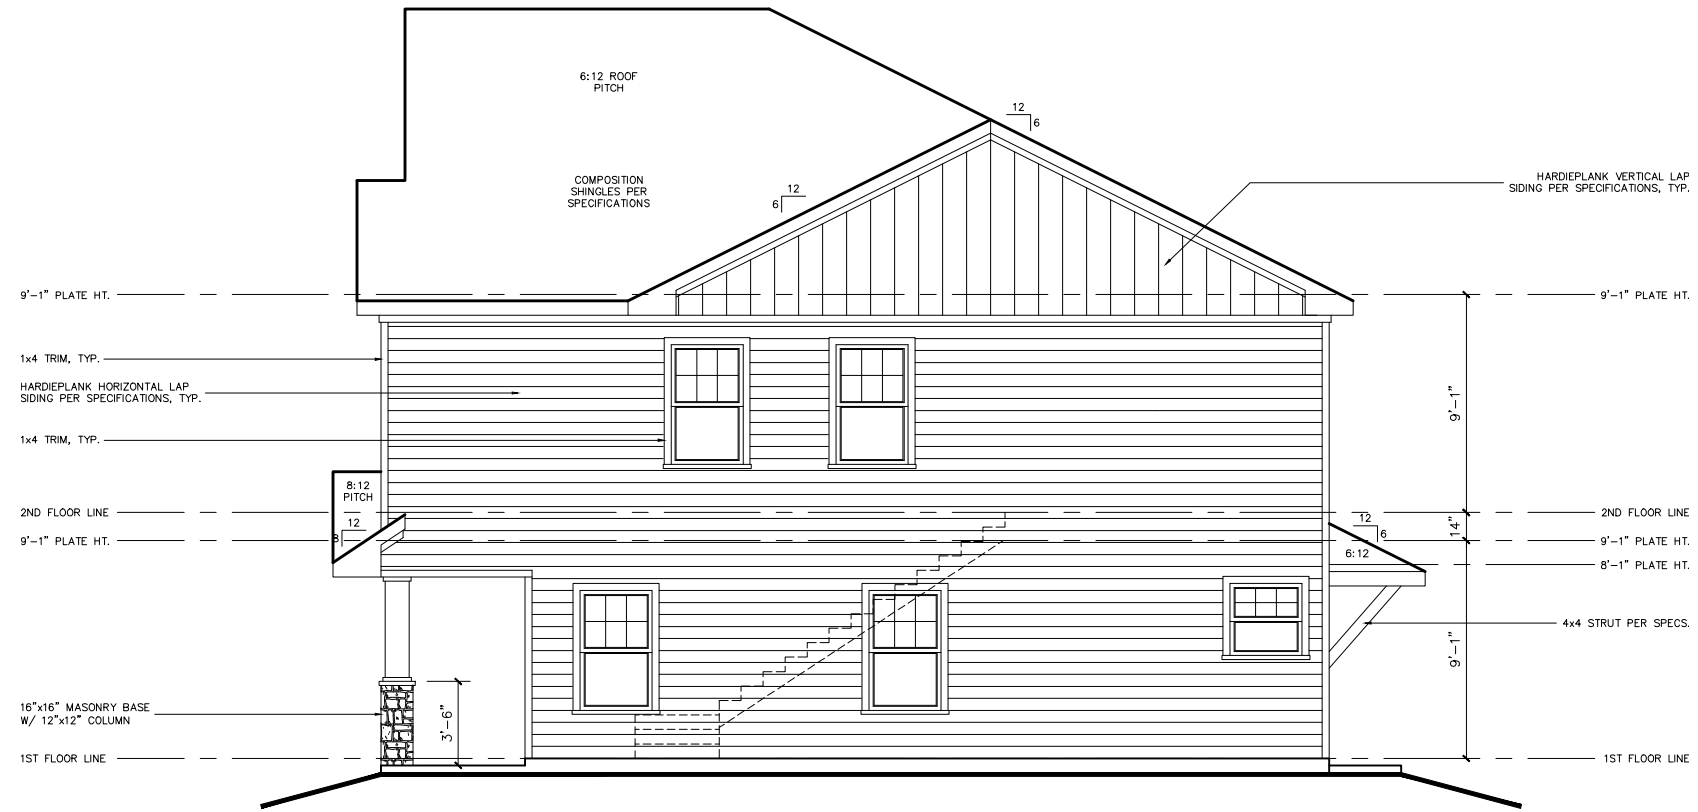 6:12 ROOF
PITCH
12
6
COMPOSITION
SHINGLES PER
SPECIFICATIONS
12
6
HARDIEPLANK VERTICAL LAP
SIDING PER SPECIFICATIONS, TYP.
9'-1" PLATE HT.
9'-1" PLATE HT.
1x4 TRIM, TYP.
HARDIEPLANK HORIZONTAL LAP
SIDING PER SPECIFICATIONS, TYP.
9'-1"
1x4 TRIM, TYP.
8:12
PITCH
2ND FLOOR LINE
2ND FLOOR LINE
12
8
12
6
14"
9'-1" PLATE HT.
9'-1" PLATE HT.
6:12
8'-1" PLATE HT.
4x4 STRUT PER SPECS.
9'-1"
16"x16" MASONRY BASE
W/ 12"x12" COLUMN
3'-6"
1ST FLOOR LINE
1ST FLOOR LINE